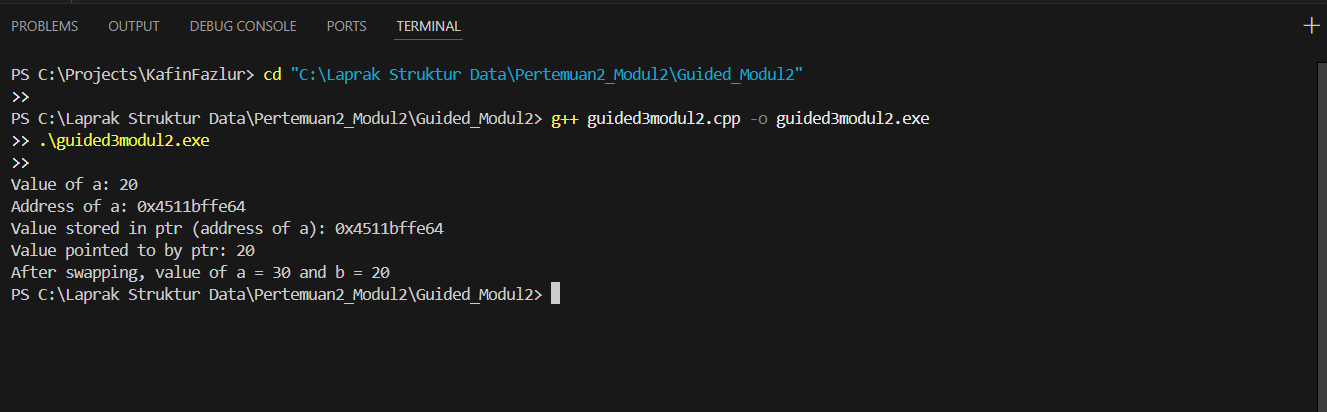 PROBLEMS OUTPUT DEBUG CONSOLE PORTS TERMINAL
PS C:\Projects\KafinFazlur> cd "C:\Laprak Struktur Data\Pertemuan2_Modul2\Guided_Modul2"
>>
PS C:\Laprak Struktur Data\Pertemuan2_Modul2\Guided_Modul2> g++ guided3modul2.cpp -o guided3modul2.exe
>> .\guided3modul2.exe
>>
Value of a: 20
Address of a: 0x4511bffe64
Value stored in ptr (address of a): 0x4511bffe64
Value pointed to by ptr: 20
After swapping, value of a = 30 and b = 20
PS C:\Laprak Struktur Data\Pertemuan2_Modul2\Guided_Modul2>